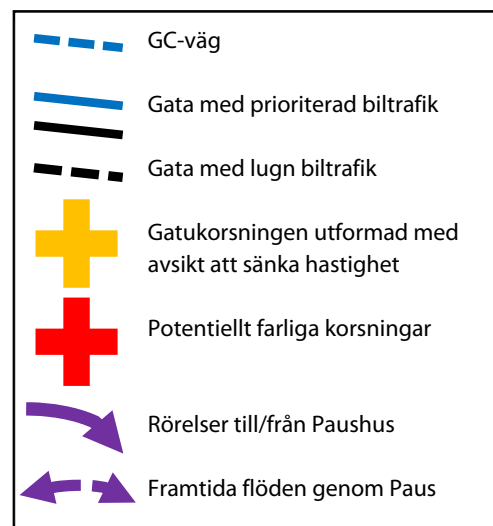 GC-väg
Gata med prioriterad biltrafik
Gata med lugn biltrafik
Gatukorsningen utformad med
avsikt att sänka hastighet
Potentiellt farliga korsningar
Rörelser till/från Paushus
Framtida flöden genom Paus